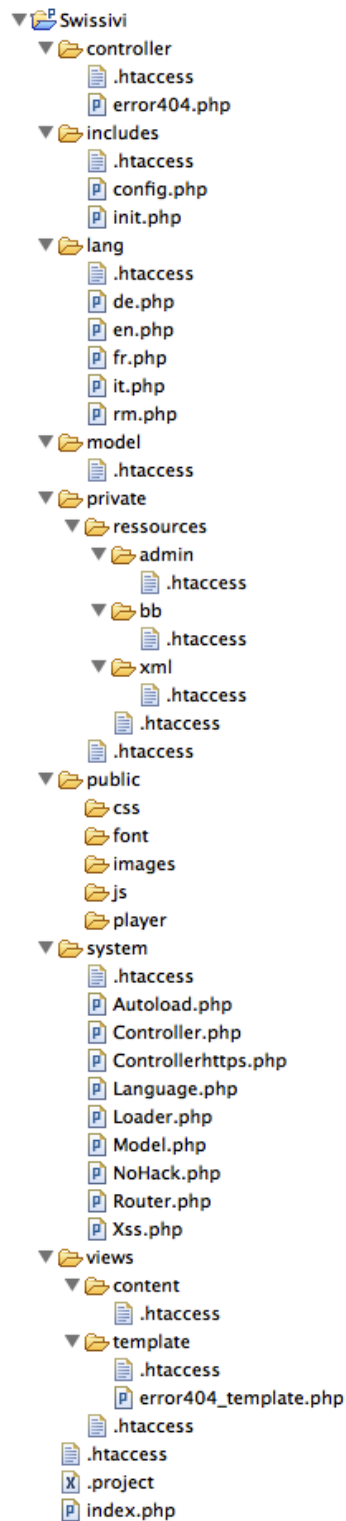 Swissivi
controller
.htaccess
error404.php
includes
.htaccess
config.php
init.php
lang
.htaccess
de.php
en.php
fr.php
it.php
rm.php
model
.htaccess
private
ressources
admin
.htaccess
bb
.htaccess
xml
.htaccess
.htaccess
.htaccess
public
css
font
images
js
player
system
.htaccess
Autoload.php
Controller.php
Controllerhttps.php
Language.php
Loader.php
Model.php
NoHack.php
Router.php
Xss.php
views
content
.htaccess
template
.htaccess
error404_template.php
.htaccess
.htaccess
.project
index.php